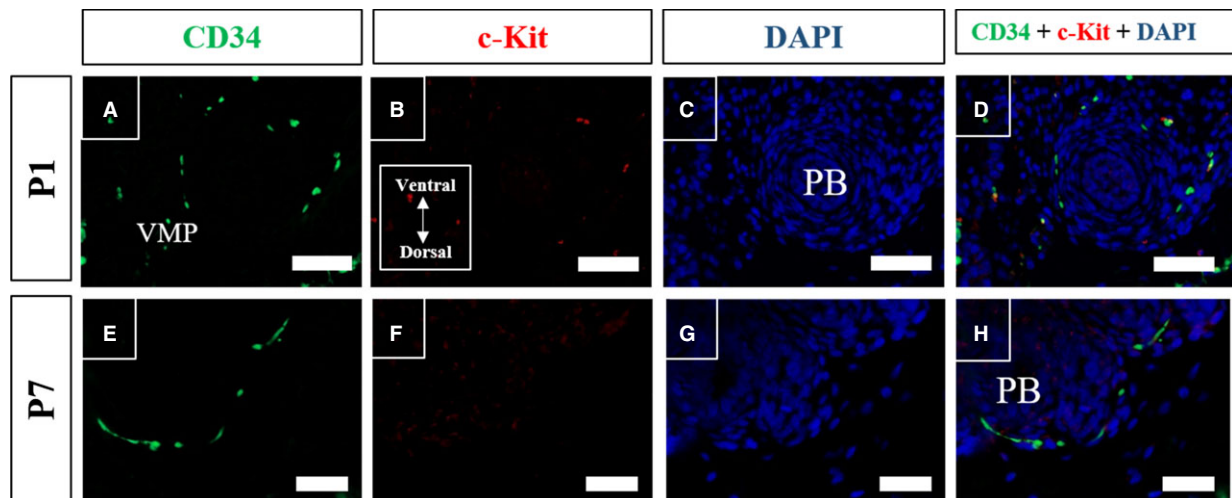 CD34
c-Kit
DAPI
CD34 + c-Kit + DAPI
P1
A
VMP
B
Ventral
Dorsal
C
PB
D
P7
E
F
G
H
PB